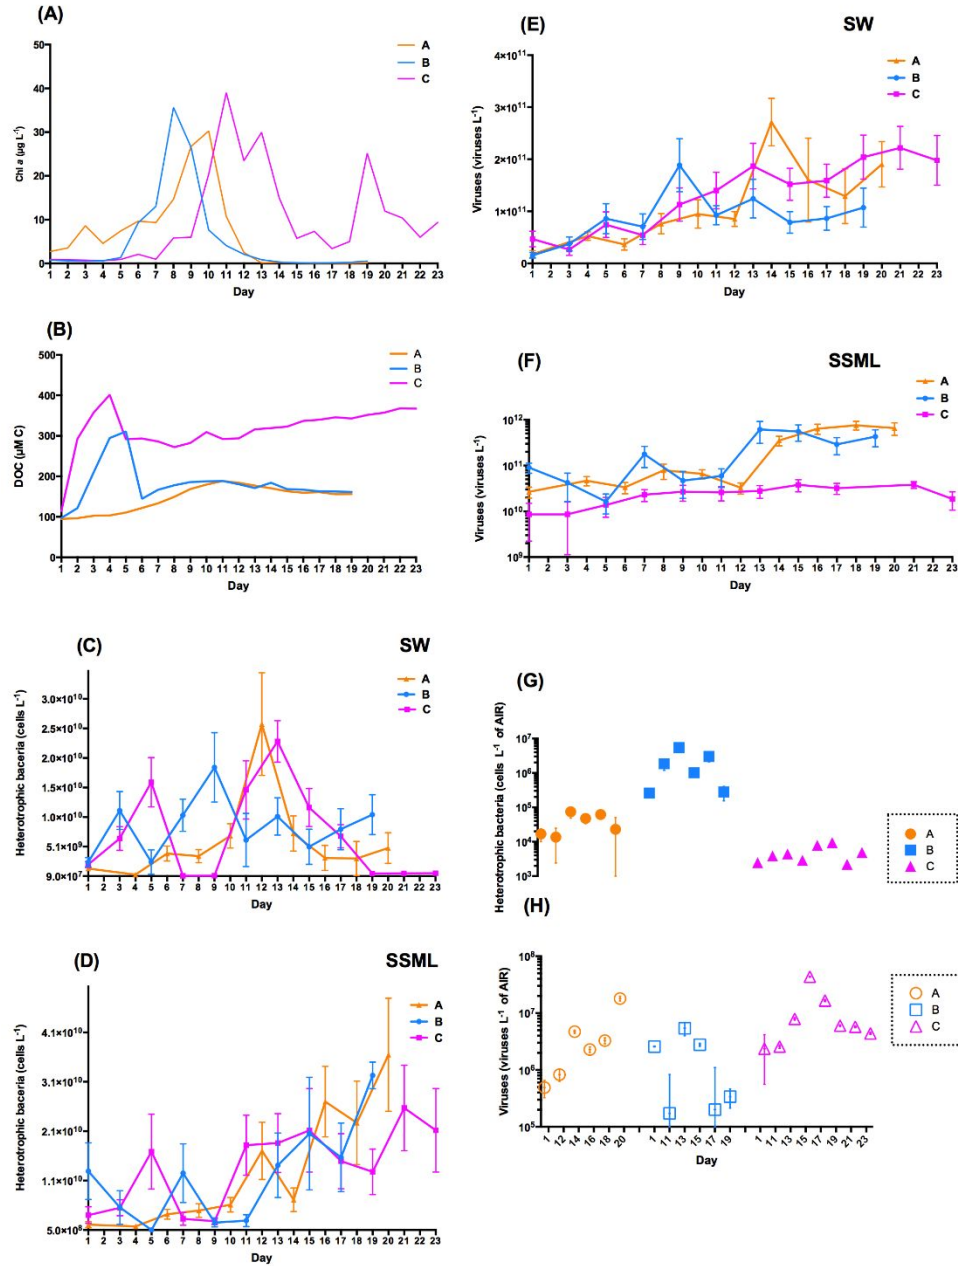 (A)
50
40
30
20
10
0
Chl a (µg L⁻¹)
A
B
C
1 2 3 4 5 6 7 8 9 10 11 12 13 14 15 16 17 18 19 20 21 22 23
Day
(B)
500
400
300
200
100
0
DOC (µM C)
A
B
C
1 2 3 4 5 6 7 8 9 10 11 12 13 14 15 16 17 18 19 20 21 22 23
Day
(C) SW
3.0×10¹⁰
2.5×10¹⁰
1.5×10¹⁰
1.0×10¹⁰
5.1×10⁹
9.0×10⁷
Heterotrophic baceria (cells L⁻¹)
A
B
C
1 2 3 4 5 6 7 8 9 10 11 12 13 14 15 16 17 18 19 20 21 22 23
Day
(D) SSML
4.1×10¹⁰
3.1×10¹⁰
2.1×10¹⁰
1.1×10¹⁰
5.0×10⁸
Heterotrophic baceria (cells L⁻¹)
A
B
C
1 2 3 4 5 6 7 8 9 10 11 12 13 14 15 16 17 18 19 20 21 22 23
Day
(E) SW
4×10¹¹
3×10¹¹
2×10¹¹
1×10¹¹
0
Viruses (viruses L⁻¹)
A
B
C
1 2 3 4 5 6 7 8 9 10 11 12 13 14 15 16 17 18 19 20 21 22 23
Day
(F) SSML
10¹²
10¹¹
10¹⁰
10⁹
Viruses (viruses L⁻¹)
A
B
C
1 2 3 4 5 6 7 8 9 10 11 12 13 14 15 16 17 18 19 20 21 22 23
Day
(G)
10⁷
10⁶
10⁵
10⁴
10³
Heterotrophic bacteria (cells L⁻¹ of AIR)
A
B
C
(H)
10⁸
10⁷
10⁶
10⁵
Viruses (viruses L⁻¹ of AIR)
A
B
C
1 12 14 16 18 20 1 11 13 15 17 19 1 11 13 15 17 19 21 23
Day